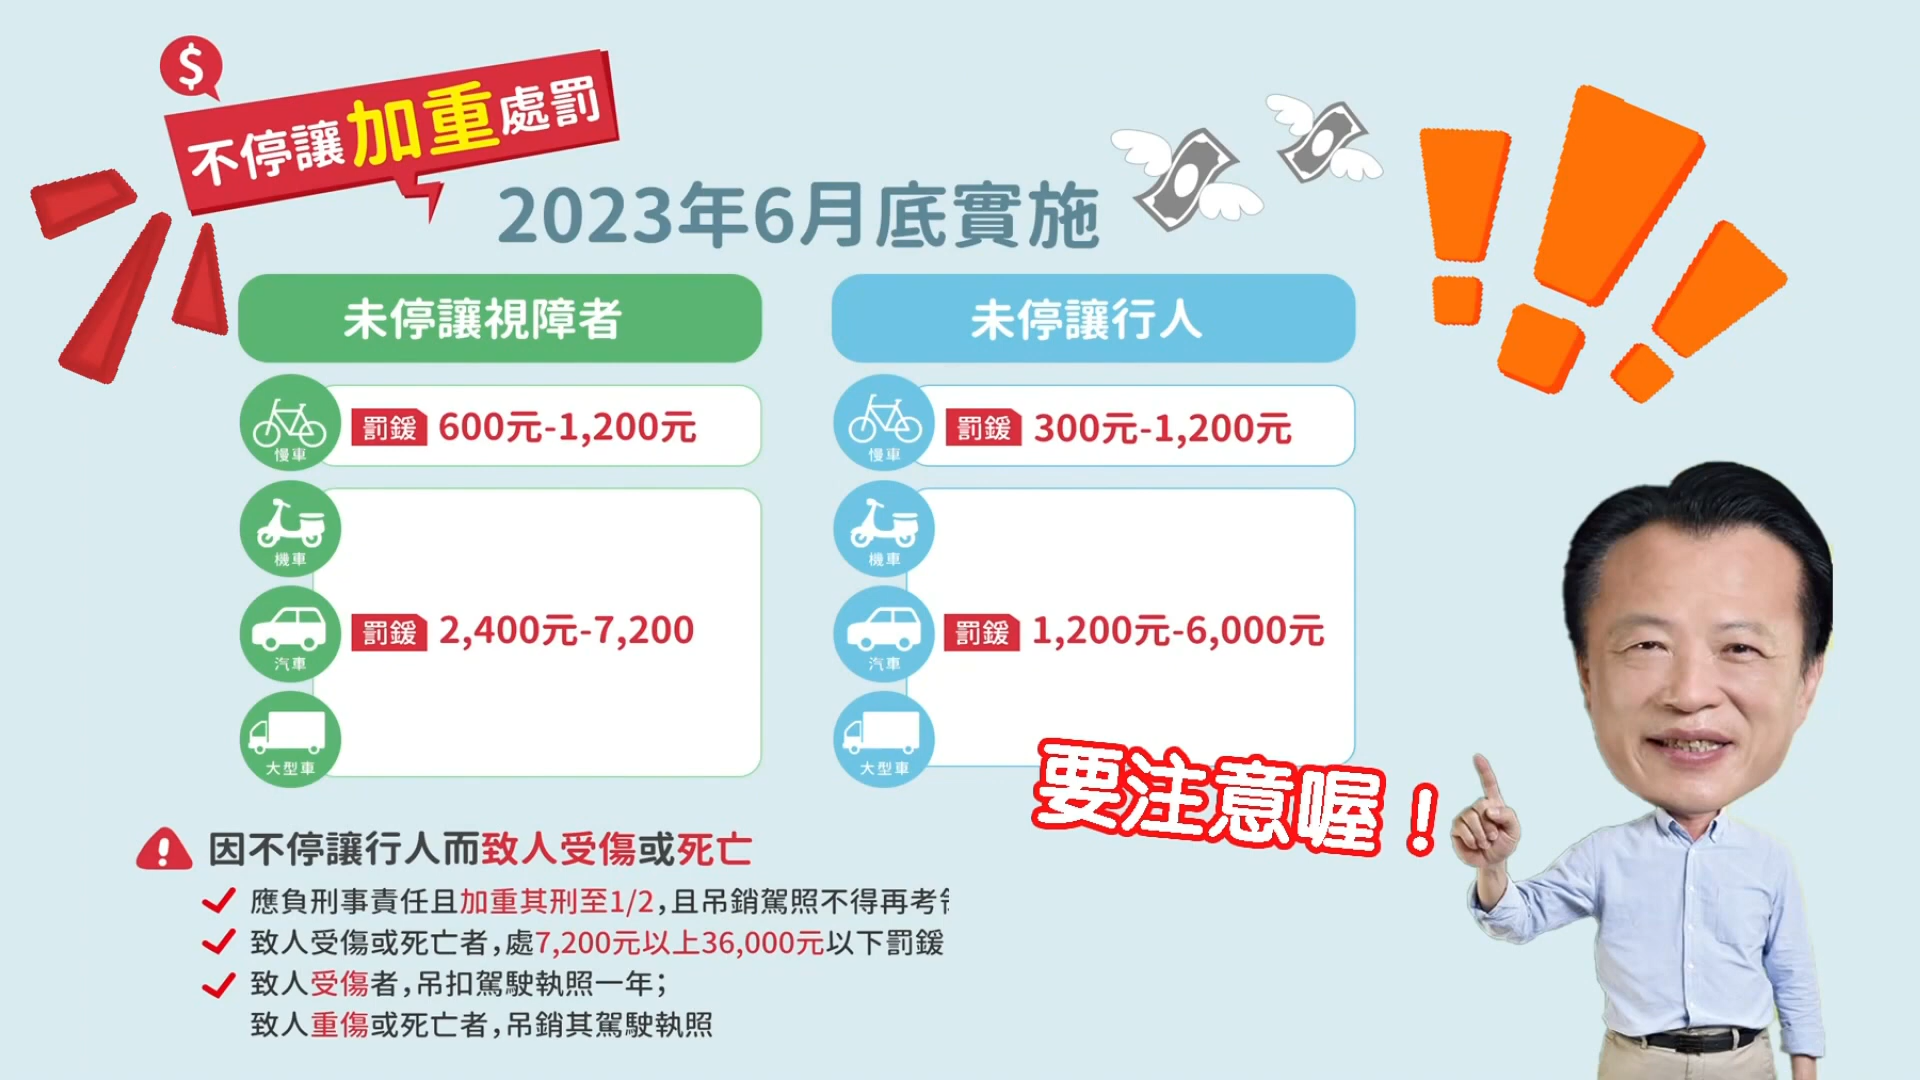 $
不停讓加重處罰
2023年6月底實施
未停讓視障者
慢車
罰鍰 600元-1,200元
機車
汽車
罰鍰 2,400元-7,200
大型車
未停讓行人
慢車
罰鍰 300元-1,200元
機車
汽車
罰鍰 1,200元-6,000元
大型車
要注意喔!
因不停讓行人而致人受傷或死亡
應負刑事責任且加重其刑至1/2,且吊銷駕照不得再考
致人受傷或死亡者,處7,200元以上36,000元以下罰鍰
致人受傷者,吊扣駕駛執照一年;
致人重傷或死亡者,吊銷其駕駛執照